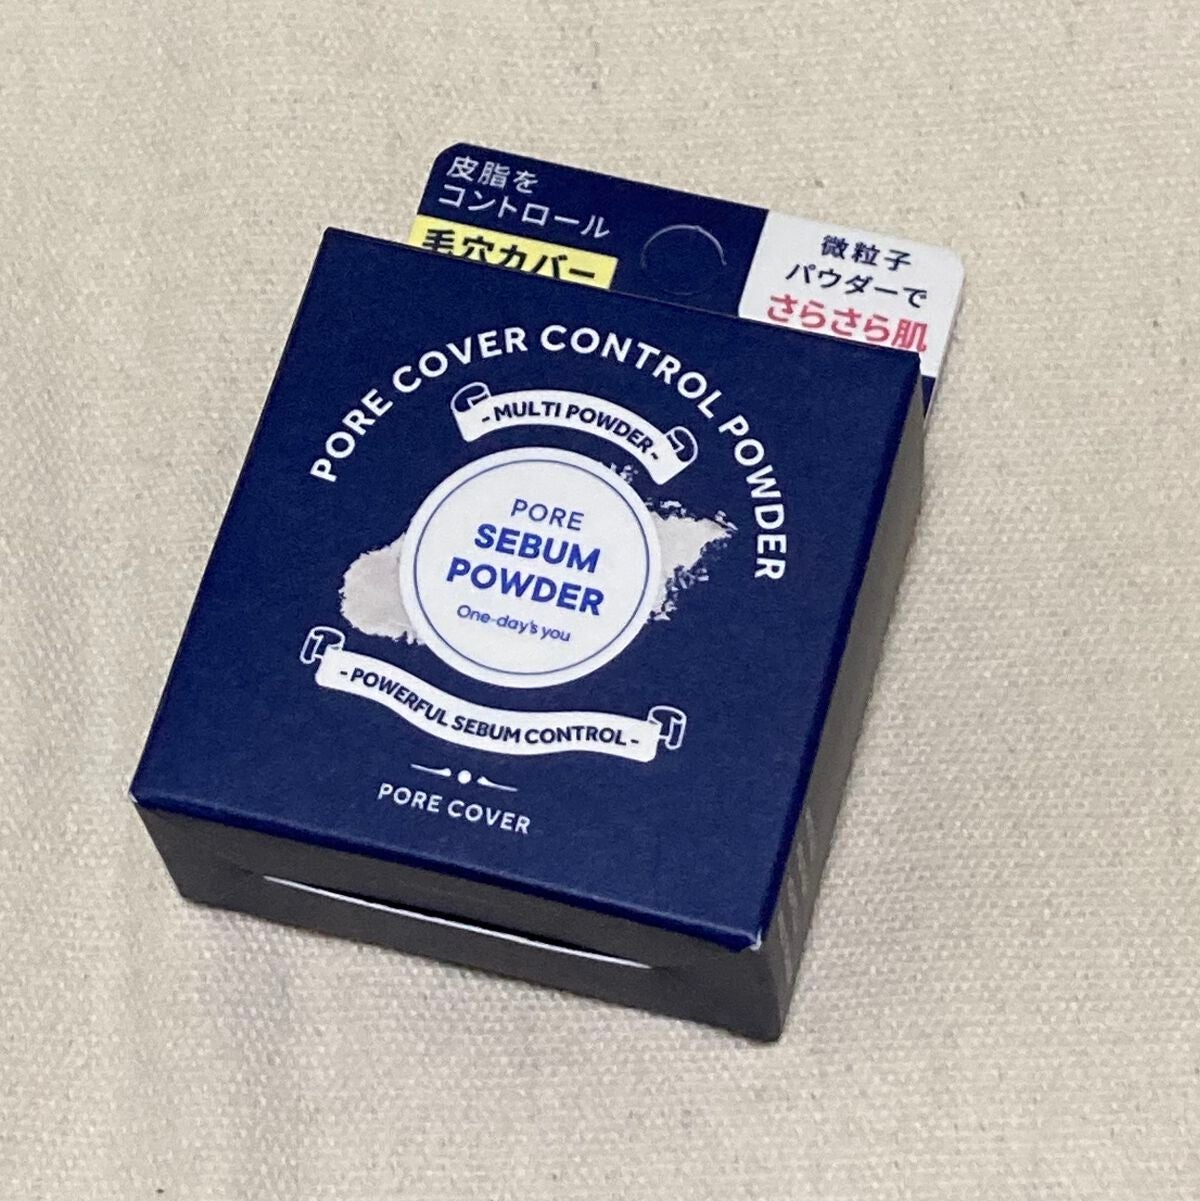 皮脂を
コントロール
毛穴カバー
微粒子
パウダーで
さらさら肌
PORE COVER CONTROL POWDER
- MULTI POWDER -
PORE
SEBUM
POWDER
One-day's you
- POWERFUL SEBUM CONTROL -
PORE COVER